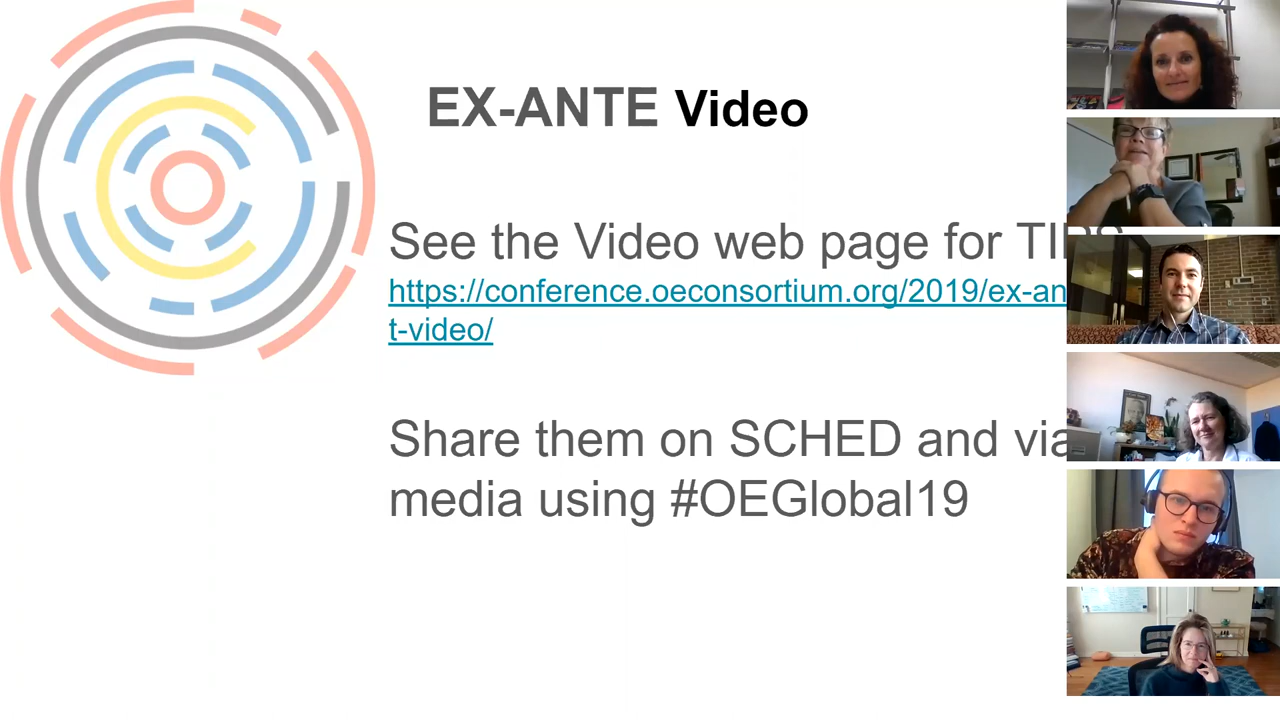 EX-ANTE Video
See the Video web page for
https://conference.oeconsortium.org/2019/ex-an
t-video/
Share them on SCHED and via
media using #OEGlobal19